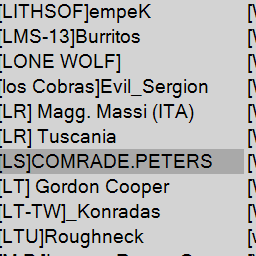 [LITHSOF]empeK
[LMS-13]Burritos
[LONE WOLF]
[los Cobras]Evil_Sergion
[LR] Magg. Massi (ITA)
[LR] Tuscania
[LS]COMRADE.PETERS
[LT] Gordon Cooper
[LT-TW]_Konradas
[LTU]Roughneck